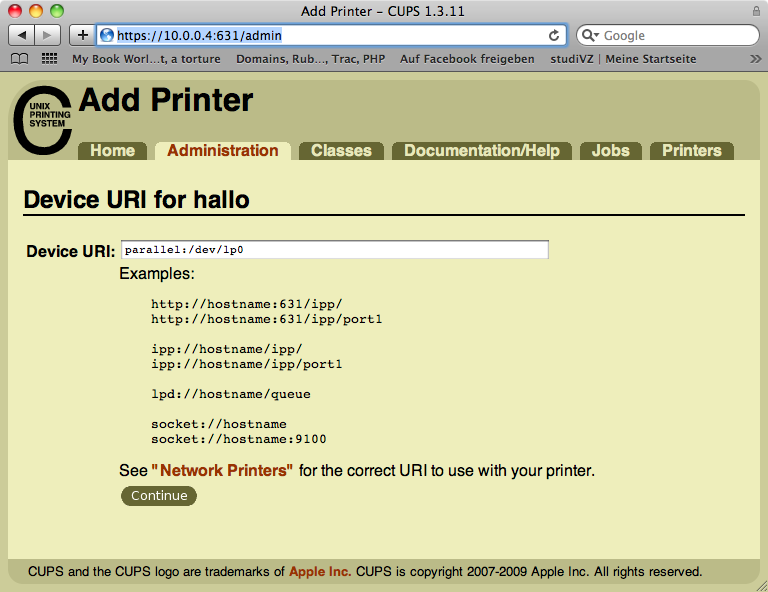 Add Printer – CUPS 1.3.11
https://10.0.0.4:631/admin
Google
My Book Worl...t, a torture
Domains, Rub..., Trac, PHP
Auf Facebook freigeben
studiVZ | Meine Startseite
UNIX
PRINTING
SYSTEM
Add Printer
Home
Administration
Classes
Documentation/Help
Jobs
Printers
Device URI for hallo
Device URI: parallel:/dev/lp0
Examples:
http://hostname:631/ipp/
http://hostname:631/ipp/port1
ipp://hostname/ipp/
ipp://hostname/ipp/port1
lpd://hostname/queue
socket://hostname
socket://hostname:9100
See "Network Printers" for the correct URI to use with your printer.
Continue
CUPS and the CUPS logo are trademarks of Apple Inc. CUPS is copyright 2007-2009 Apple Inc. All rights reserved.